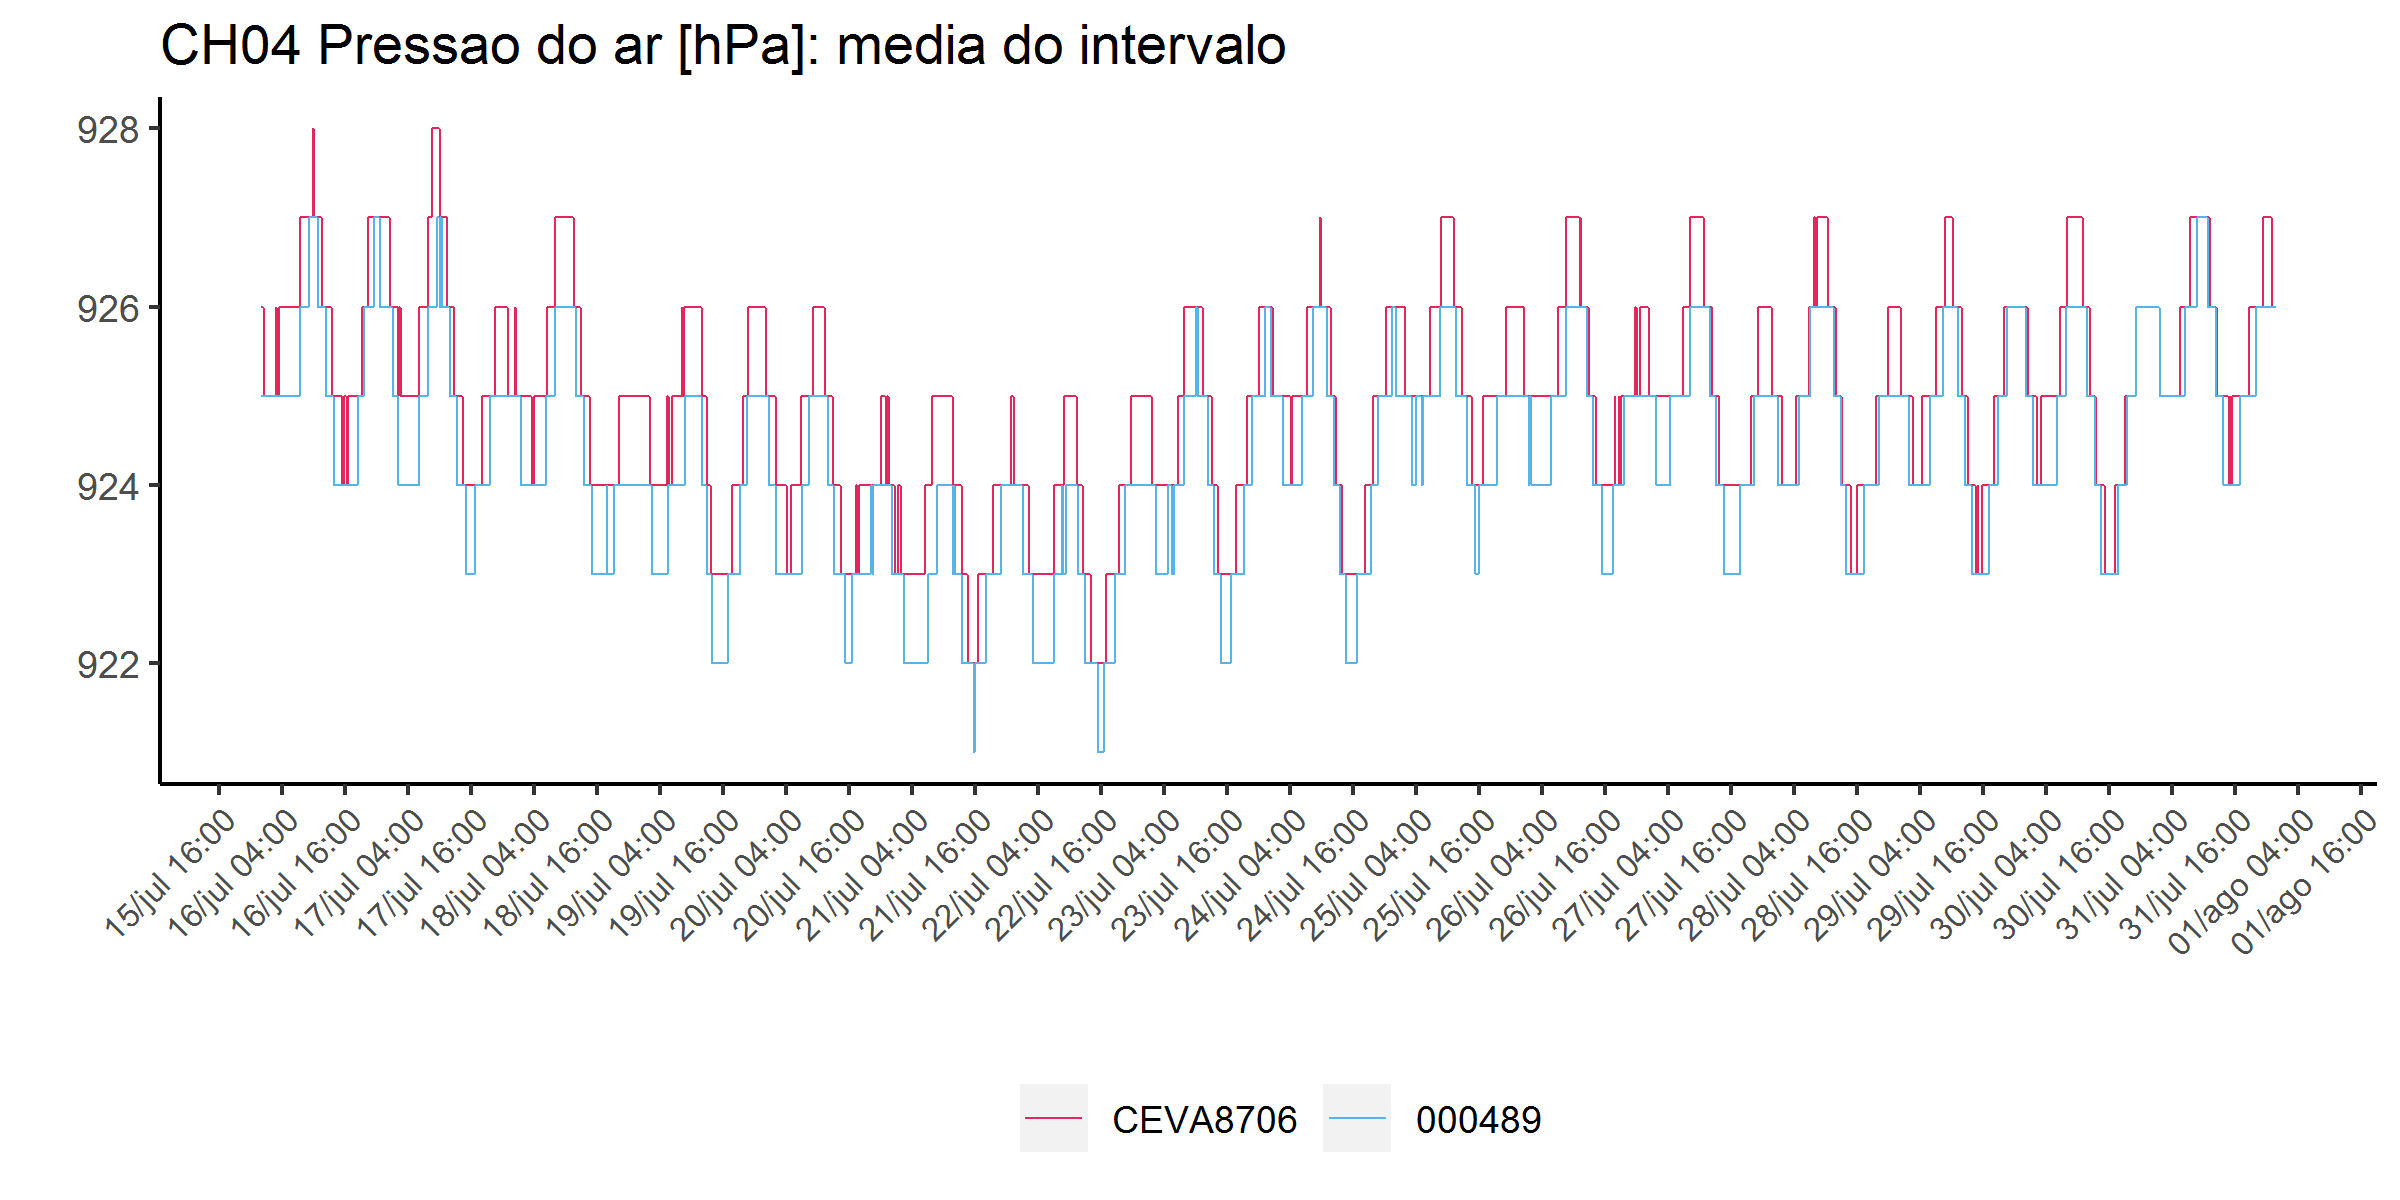 CH04 Pressao do ar [hPa]: media do intervalo
928
926
924
922
15/jul 16:00
16/jul 04:00
16/jul 16:00
17/jul 04:00
17/jul 16:00
18/jul 04:00
18/jul 16:00
19/jul 04:00
19/jul 16:00
20/jul 04:00
20/jul 16:00
21/jul 04:00
21/jul 16:00
22/jul 04:00
22/jul 16:00
23/jul 04:00
23/jul 16:00
24/jul 04:00
24/jul 16:00
25/jul 04:00
25/jul 16:00
26/jul 04:00
26/jul 16:00
27/jul 04:00
27/jul 16:00
28/jul 04:00
28/jul 16:00
29/jul 04:00
29/jul 16:00
30/jul 04:00
30/jul 16:00
31/jul 04:00
31/jul 16:00
01/ago 04:00
01/ago 16:00
CEVA8706
000489